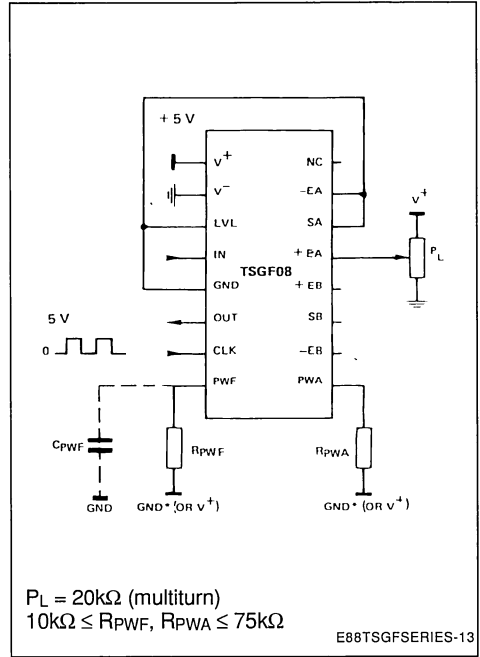 + 5 V
V+ NC
V− −EA
LVL SA
IN + EA
TSGF08
GND + EB
OUT SB
CLK −EB
PWF PWA
V+
PL
5 V
0
CPWF
RPWF
RPWA
GND
GND* (OR V+)
GND* (OR V+)
PL = 20kΩ (multiturn)
10kΩ ≤ RPWF, RPWA ≤ 75kΩ
E88TSGFSERIES-13